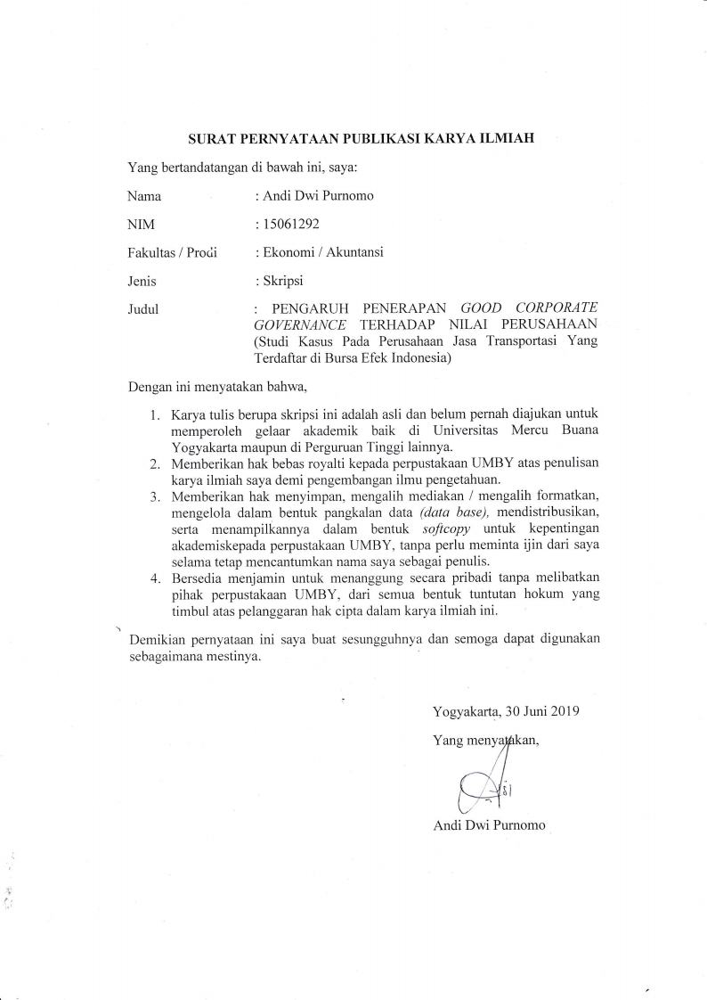 SURAT PERNYATAAN PUBLIKASI KARYA ILMIAH
Yang bertandatangan di bawah ini, saya:
Nama : Andi Dwi Purnomo
NIM : 15061292
Fakultas / Prodi : Ekonomi / Akuntansi
Jenis : Skripsi
Judul : PENGARUH PENERAPAN GOOD CORPORATE
GOVERNANCE TERHADAP NILAI PERUSAHAAN
(Studi Kasus Pada Perusahaan Jasa Transportasi Yang
Terdaftar di Bursa Efek Indonesia)
Dengan ini menyatakan bahwa,
1. Karya tulis berupa skripsi ini adalah asli dan belum pernah diajukan untuk
memperoleh gelaar akademik baik di Universitas Mercu Buana
Yogyakarta maupun di Perguruan Tinggi lainnya.
2. Memberikan hak bebas royalti kepada perpustakaan UMBY atas penulisan
karya ilmiah saya demi pengembangan ilmu pengetahuan.
3. Memberikan hak menyimpan, mengalih mediakan / mengalih formatkan,
mengelola dalam bentuk pangkalan data (data base), mendistribusikan,
serta menampilkannya dalam bentuk softcopy untuk kepentingan
akademiskepada perpustakaan UMBY, tanpa perlu meminta ijin dari saya
selama tetap mencantumkan nama saya sebagai penulis.
4. Bersedia menjamin untuk menanggung secara pribadi tanpa melibatkan
pihak perpustakaan UMBY, dari semua bentuk tuntutan hokum yang
timbul atas pelanggaran hak cipta dalam karya ilmiah ini.
Demikian pernyataan ini saya buat sesungguhnya dan semoga dapat digunakan
sebagaimana mestinya.
Yogyakarta, 30 Juni 2019
Yang menyatakan,
Andi Dwi Purnomo